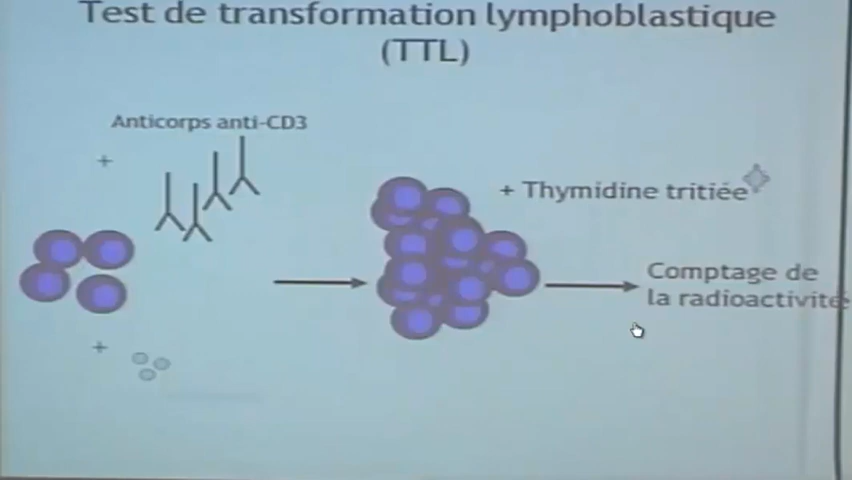 Test de transformation lymphoblastique
(TTL)
Anticorps anti-CD3
+
+ Thymidine tritiée
Comptage de
la radioactivité
+